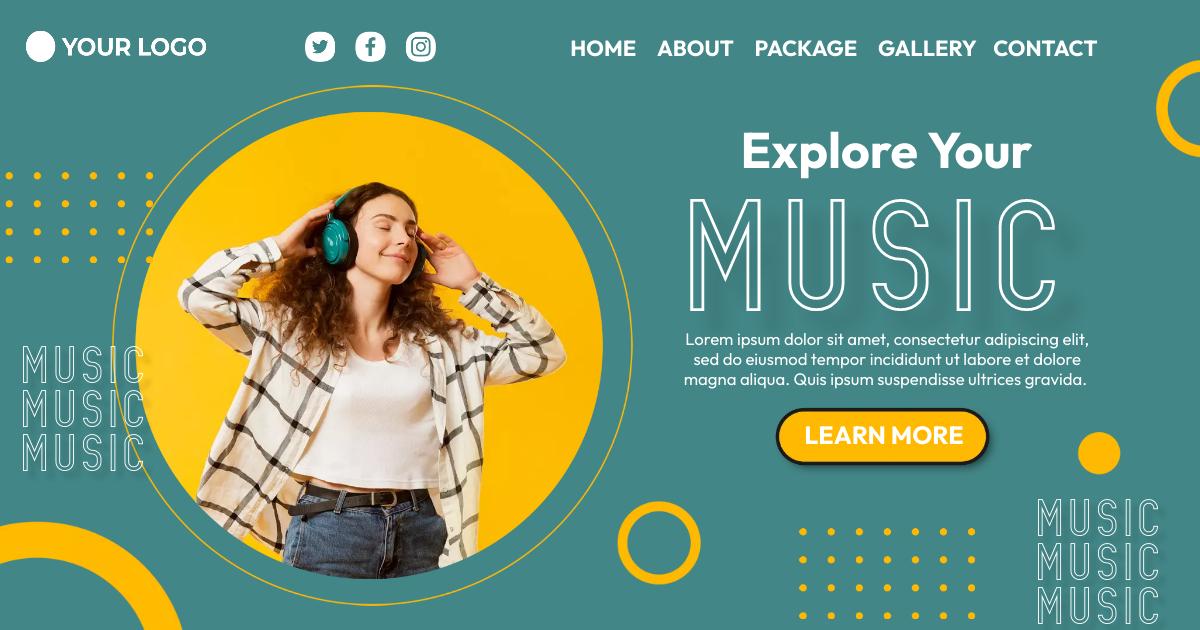 YOUR LOGO
HOME ABOUT PACKAGE GALLERY CONTACT
Explore Your
MUSIC
Lorem ipsum dolor sit amet, consectetur adipiscing elit,
sed do eiusmod tempor incididunt ut labore et dolore
magna aliqua. Quis ipsum suspendisse ultrices gravida.
LEARN MORE
MUSIC
MUSIC
MUSIC
MUSIC
MUSIC
MUSIC